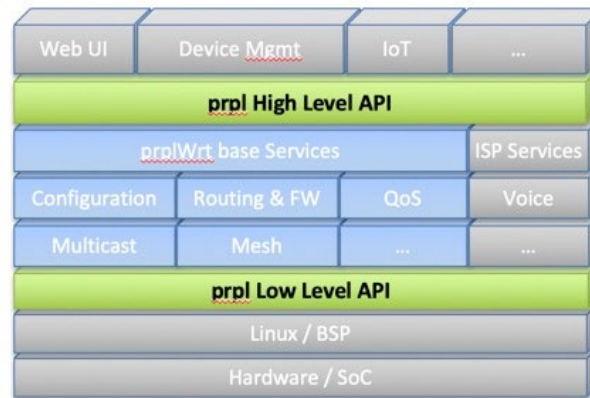 Web UI Device Mgmt IoT ...
prpl High Level API
prplWrt base Services ISP Services
Configuration Routing & FW QoS Voice
Multicast Mesh ... ...
prpl Low Level API
Linux / BSP
Hardware / SoC